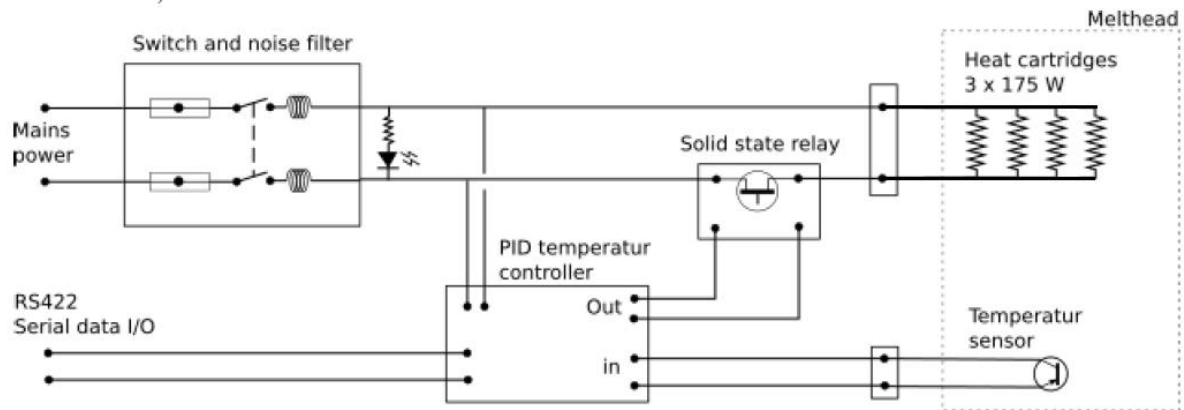 Melthead
Switch and noise filter
Heat cartridges
3 x 175 W
Mains
power
Solid state relay
PID temperatur
controller
Out
RS422
Serial data I/O
Temperatur
sensor
in